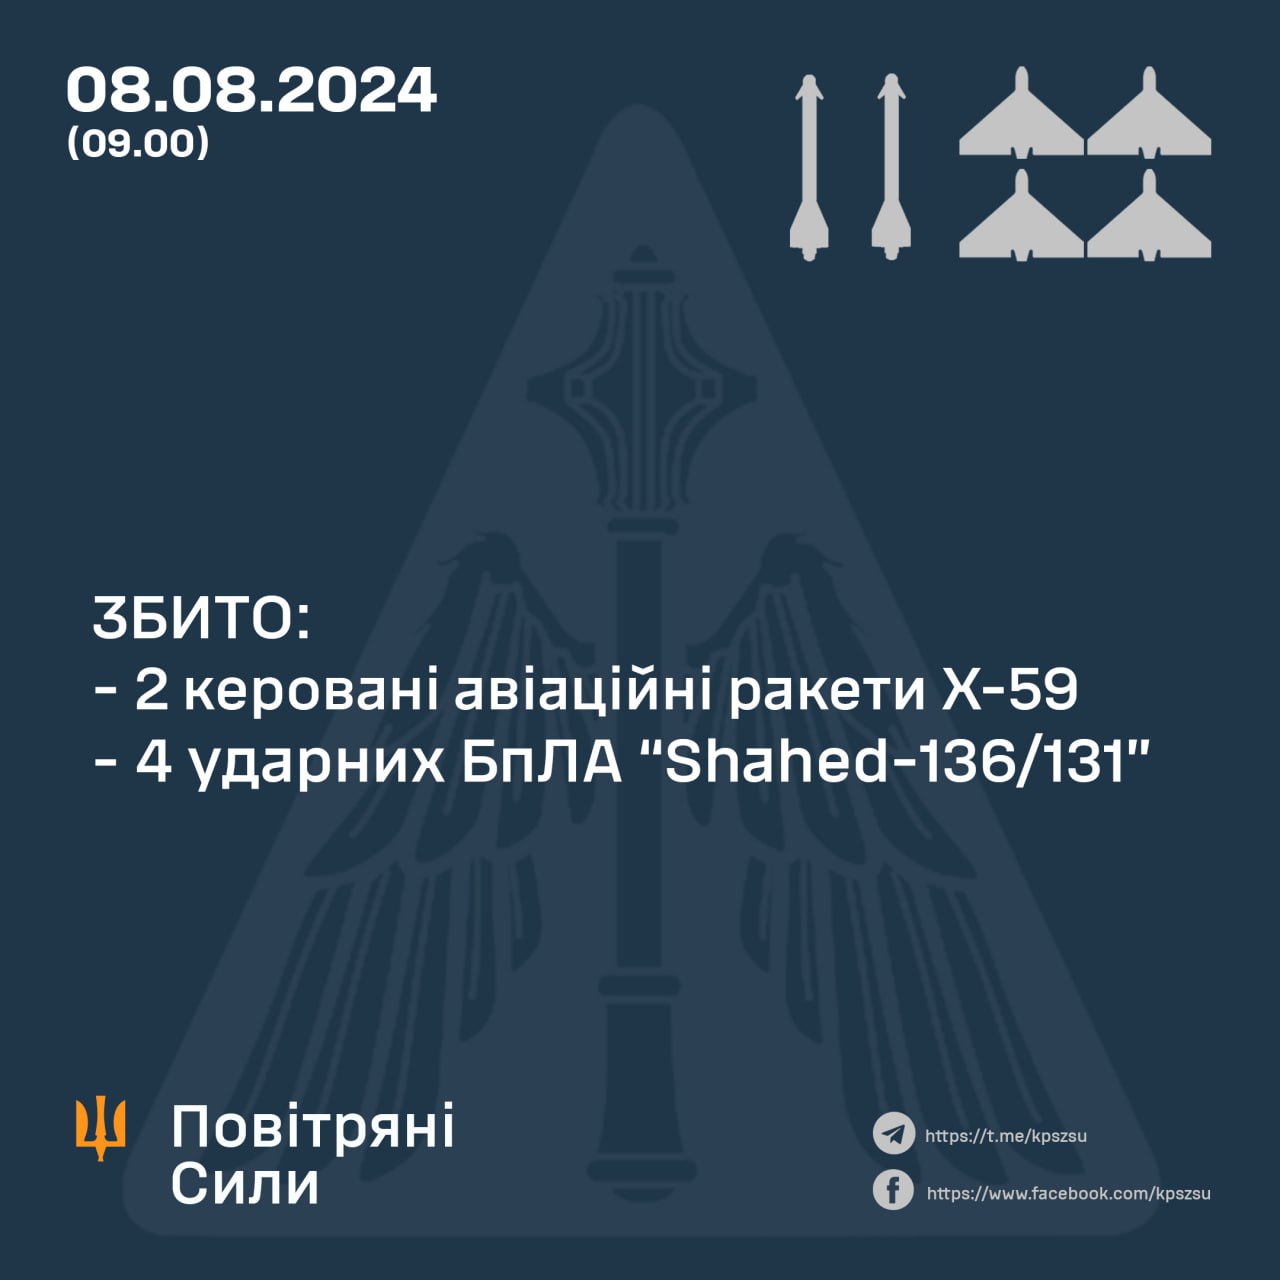 08.08.2024
(09.00)
ЗБИТО:
- 2 керовані авіаційні ракети Х-59
- 4 ударних БпЛА “Shahed-136/131”
Повітряні
Сили
https://t.me/kpszsu
https://www.facebook.com/kpszsu